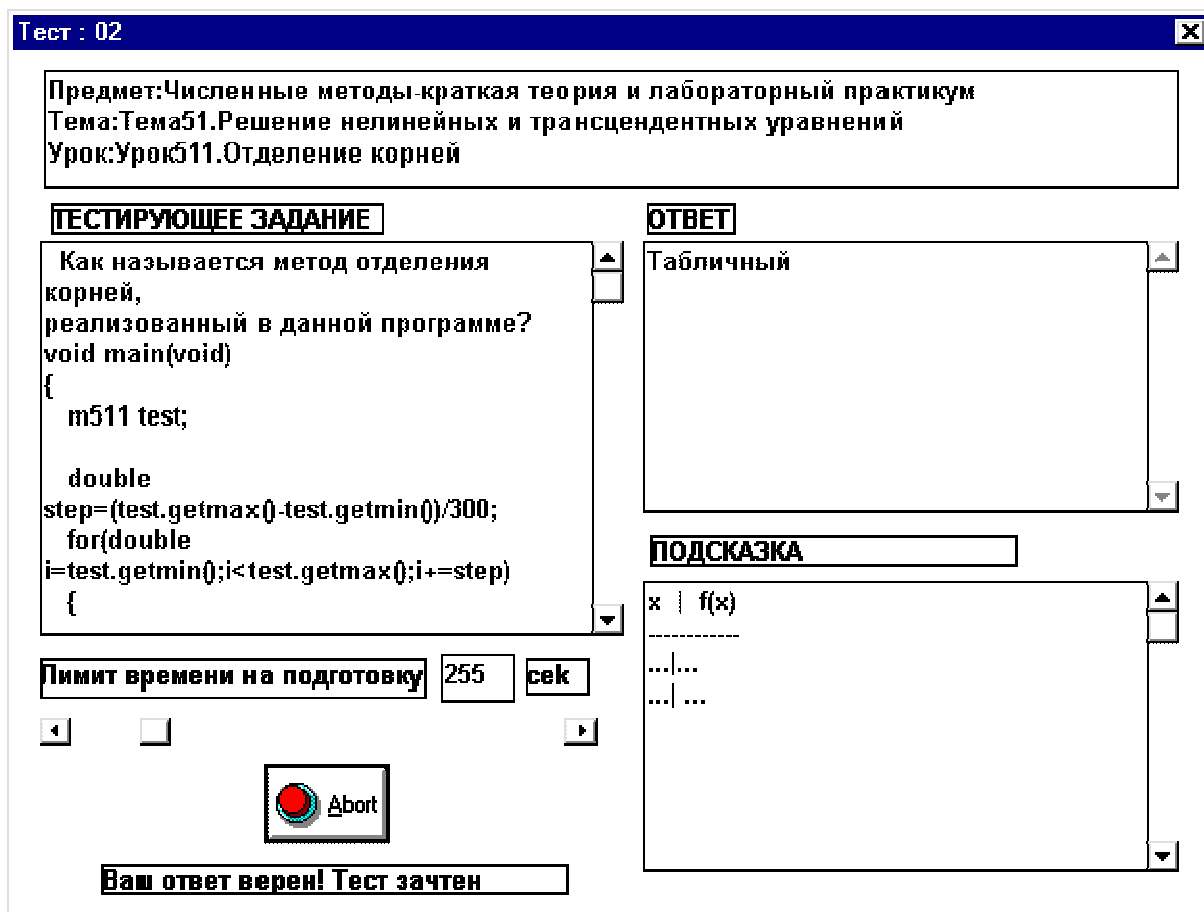 Тест : 02
Предмет:Численные методы-краткая теория и лабораторный практикум
Тема:Тема51.Решение нелинейных и трансцендентных уравнений
Урок:Урок511.Отделение корней
ТЕСТИРУЮЩЕЕ ЗАДАНИЕ
Как называется метод отделения
корней,
реализованный в данной программе?
void main(void)
{
m511 test;
double
step=(test.getmax()-test.getmin())/300;
for(double
i=test.getmin();i<test.getmax();i+=step)
{
ОТВЕТ
Табличный
ПОДСКАЗКА
x | f(x)
------------
...|...
...| ...
Лимит времени на подготовку 255 cek
Abort
Ваш ответ верен! Тест зачтен